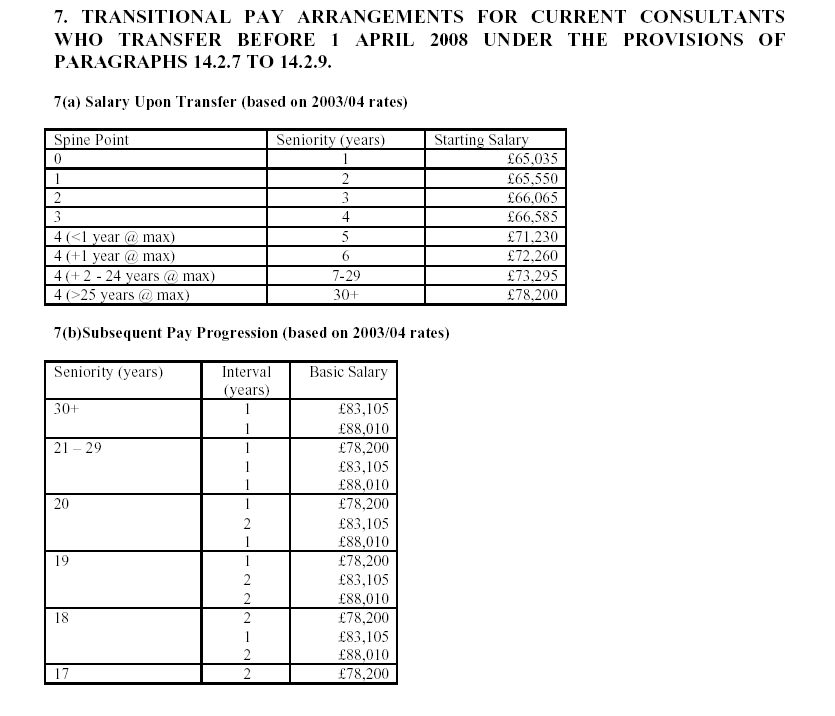 7. TRANSITIONAL PAY ARRANGEMENTS FOR CURRENT CONSULTANTS
WHO TRANSFER BEFORE 1 APRIL 2008 UNDER THE PROVISIONS OF
PARAGRAPHS 14.2.7 TO 14.2.9.
7(a) Salary Upon Transfer (based on 2003/04 rates)
Spine Point Seniority (years) Starting Salary
0 1 £65,035
1 2 £65,550
2 3 £66,065
3 4 £66,585
4 (<1 year @ max) 5 £71,230
4 (+1 year @ max) 6 £72,260
4 (+ 2 - 24 years @ max) 7-29 £73,295
4 (>25 years @ max) 30+ £78,200
7(b)Subsequent Pay Progression (based on 2003/04 rates)
Seniority (years) Interval Basic Salary
(years)
30+ 1 £83,105
1 £88,010
21 – 29 1 £78,200
1 £83,105
1 £88,010
20 1 £78,200
2 £83,105
1 £88,010
19 1 £78,200
2 £83,105
2 £88,010
18 2 £78,200
1 £83,105
2 £88,010
17 2 £78,200